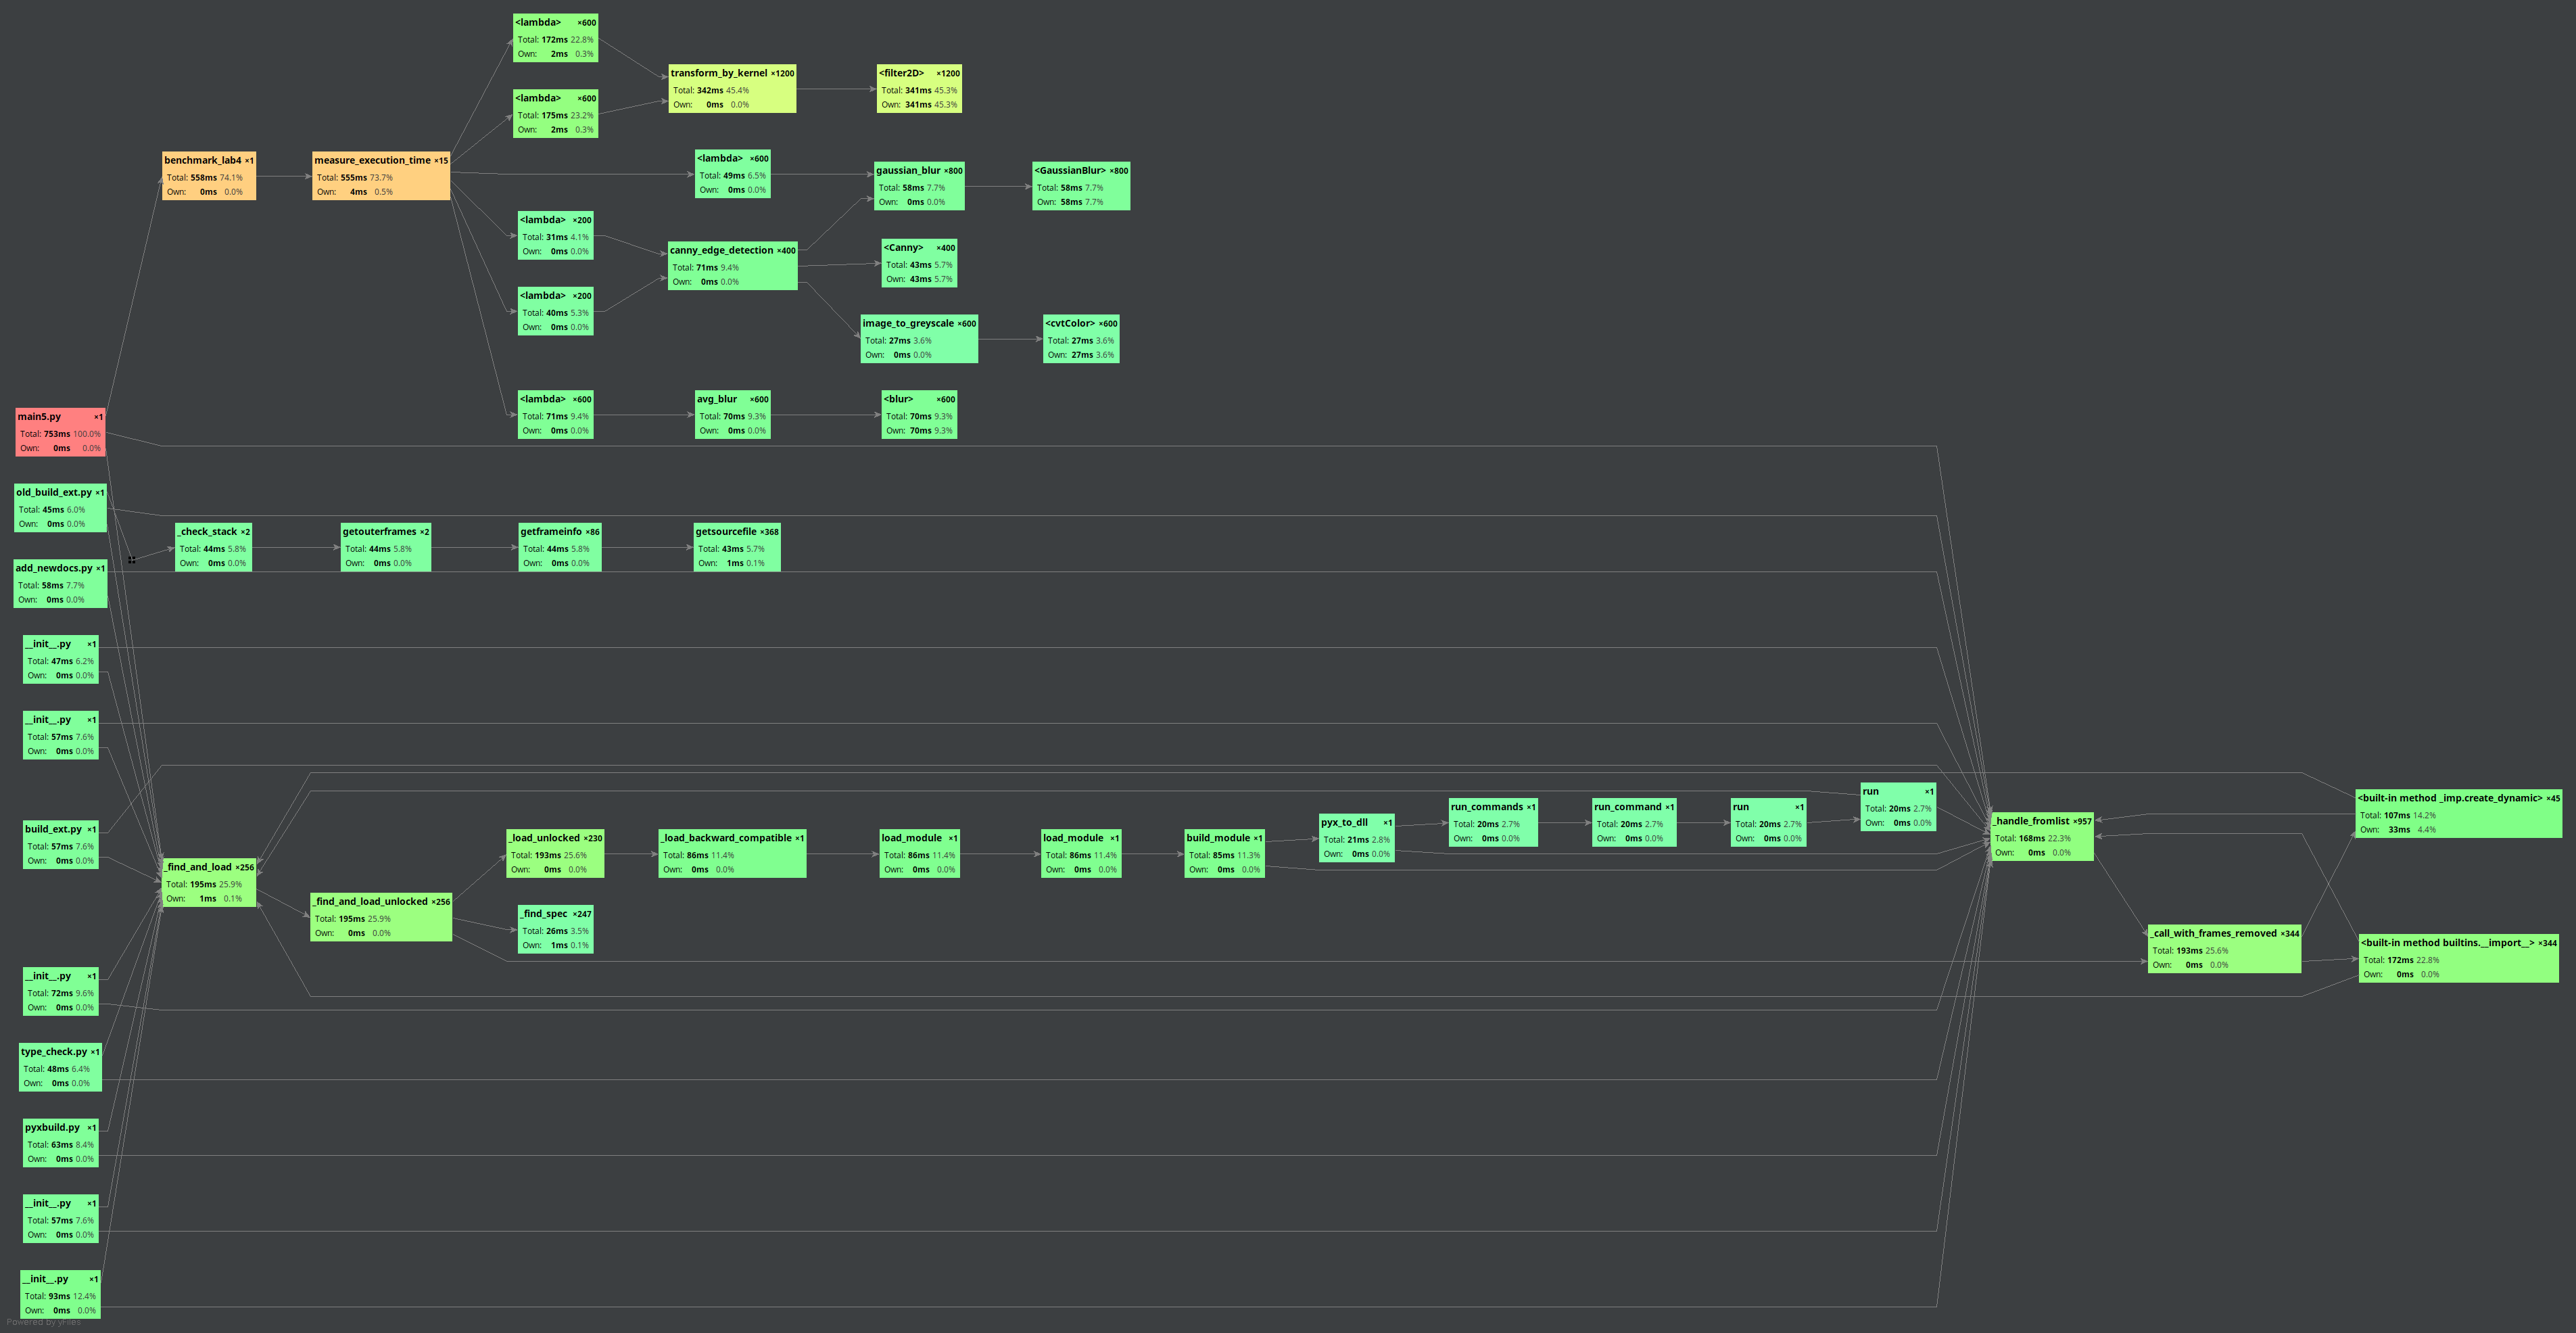 <lambda> ×600
Total: 172ms 22.8%
Own: 2ms 0.3%
<lambda> ×600
Total: 175ms 23.2%
Own: 2ms 0.3%
transform_by_kernel ×1200
Total: 342ms 45.4%
Own: 0ms 0.0%
<filter2D> ×1200
Total: 341ms 45.3%
Own: 341ms 45.3%
benchmark_lab4 ×1
Total: 558ms 74.1%
Own: 0ms 0.0%
measure_execution_time ×15
Total: 555ms 73.7%
Own: 4ms 0.5%
<lambda> ×600
Total: 49ms 6.5%
Own: 0ms 0.0%
gaussian_blur ×800
Total: 58ms 7.7%
Own: 0ms 0.0%
<GaussianBlur> ×800
Total: 58ms 7.7%
Own: 58ms 7.7%
<lambda> ×200
Total: 31ms 4.1%
Own: 0ms 0.0%
canny_edge_detection ×400
Total: 71ms 9.4%
Own: 0ms 0.0%
<Canny> ×400
Total: 43ms 5.7%
Own: 43ms 5.7%
<lambda> ×200
Total: 40ms 5.3%
Own: 0ms 0.0%
image_to_greyscale ×600
Total: 27ms 3.6%
Own: 0ms 0.0%
<cvtColor> ×600
Total: 27ms 3.6%
Own: 27ms 3.6%
<lambda> ×600
Total: 71ms 9.4%
Own: 0ms 0.0%
avg_blur ×600
Total: 70ms 9.3%
Own: 0ms 0.0%
<blur> ×600
Total: 70ms 9.3%
Own: 70ms 9.3%
main5.py ×1
Total: 753ms 100.0%
Own: 0ms 0.0%
old_build_ext.py ×1
Total: 45ms 6.0%
Own: 0ms 0.0%
_check_stack ×2
Total: 44ms 5.8%
Own: 0ms 0.0%
getouterframes ×2
Total: 44ms 5.8%
Own: 0ms 0.0%
getframeinfo ×86
Total: 44ms 5.8%
Own: 0ms 0.0%
getsourcefile ×368
Total: 43ms 5.7%
Own: 1ms 0.1%
add_newdocs.py ×1
Total: 58ms 7.7%
Own: 0ms 0.0%
__init__.py ×1
Total: 47ms 6.2%
Own: 0ms 0.0%
__init__.py ×1
Total: 57ms 7.6%
Own: 0ms 0.0%
build_ext.py ×1
Total: 57ms 7.6%
Own: 0ms 0.0%
_find_and_load ×256
Total: 195ms 25.9%
Own: 1ms 0.1%
_find_and_load_unlocked ×256
Total: 195ms 25.9%
Own: 0ms 0.0%
_load_unlocked ×230
Total: 193ms 25.6%
Own: 0ms 0.0%
_find_spec ×247
Total: 26ms 3.5%
Own: 1ms 0.1%
_load_backward_compatible ×1
Total: 86ms 11.4%
Own: 0ms 0.0%
load_module ×1
Total: 86ms 11.4%
Own: 0ms 0.0%
load_module ×1
Total: 86ms 11.4%
Own: 0ms 0.0%
build_module ×1
Total: 85ms 11.3%
Own: 0ms 0.0%
pyx_to_dll ×1
Total: 21ms 2.8%
Own: 0ms 0.0%
run_commands ×1
Total: 20ms 2.7%
Own: 0ms 0.0%
run_command ×1
Total: 20ms 2.7%
Own: 0ms 0.0%
run ×1
Total: 20ms 2.7%
Own: 0ms 0.0%
run ×1
Total: 20ms 2.7%
Own: 0ms 0.0%
_handle_fromlist ×957
Total: 168ms 22.3%
Own: 0ms 0.0%
_call_with_frames_removed ×344
Total: 193ms 25.6%
Own: 0ms 0.0%
<built-in method _imp.create_dynamic> ×45
Total: 107ms 14.2%
Own: 33ms 4.4%
<built-in method builtins.__import__> ×344
Total: 172ms 22.8%
Own: 0ms 0.0%
__init__.py ×1
Total: 72ms 9.6%
Own: 0ms 0.0%
type_check.py ×1
Total: 48ms 6.4%
Own: 0ms 0.0%
pyxbuild.py ×1
Total: 63ms 8.4%
Own: 0ms 0.0%
__init__.py ×1
Total: 57ms 7.6%
Own: 0ms 0.0%
__init__.py ×1
Total: 93ms 12.4%
Own: 0ms 0.0%
Powered by yFiles